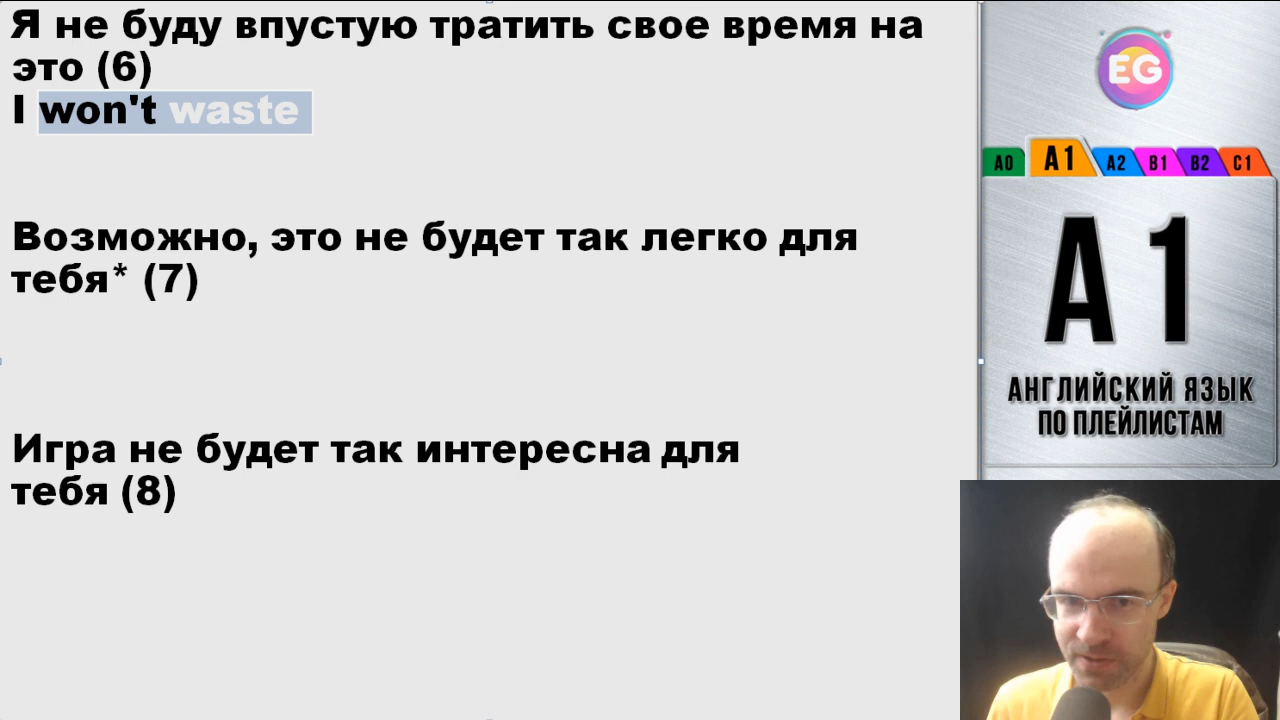 Я не буду впустую тратить свое время на
это (6)
I won't waste
Возможно, это не будет так легко для
тебя* (7)
Игра не будет так интересна для
тебя (8)
EG
A0 A1 A2 B1 B2 C1
A 1
АНГЛИЙСКИЙ ЯЗЫК
ПО ПЛЕЙЛИСТАМ